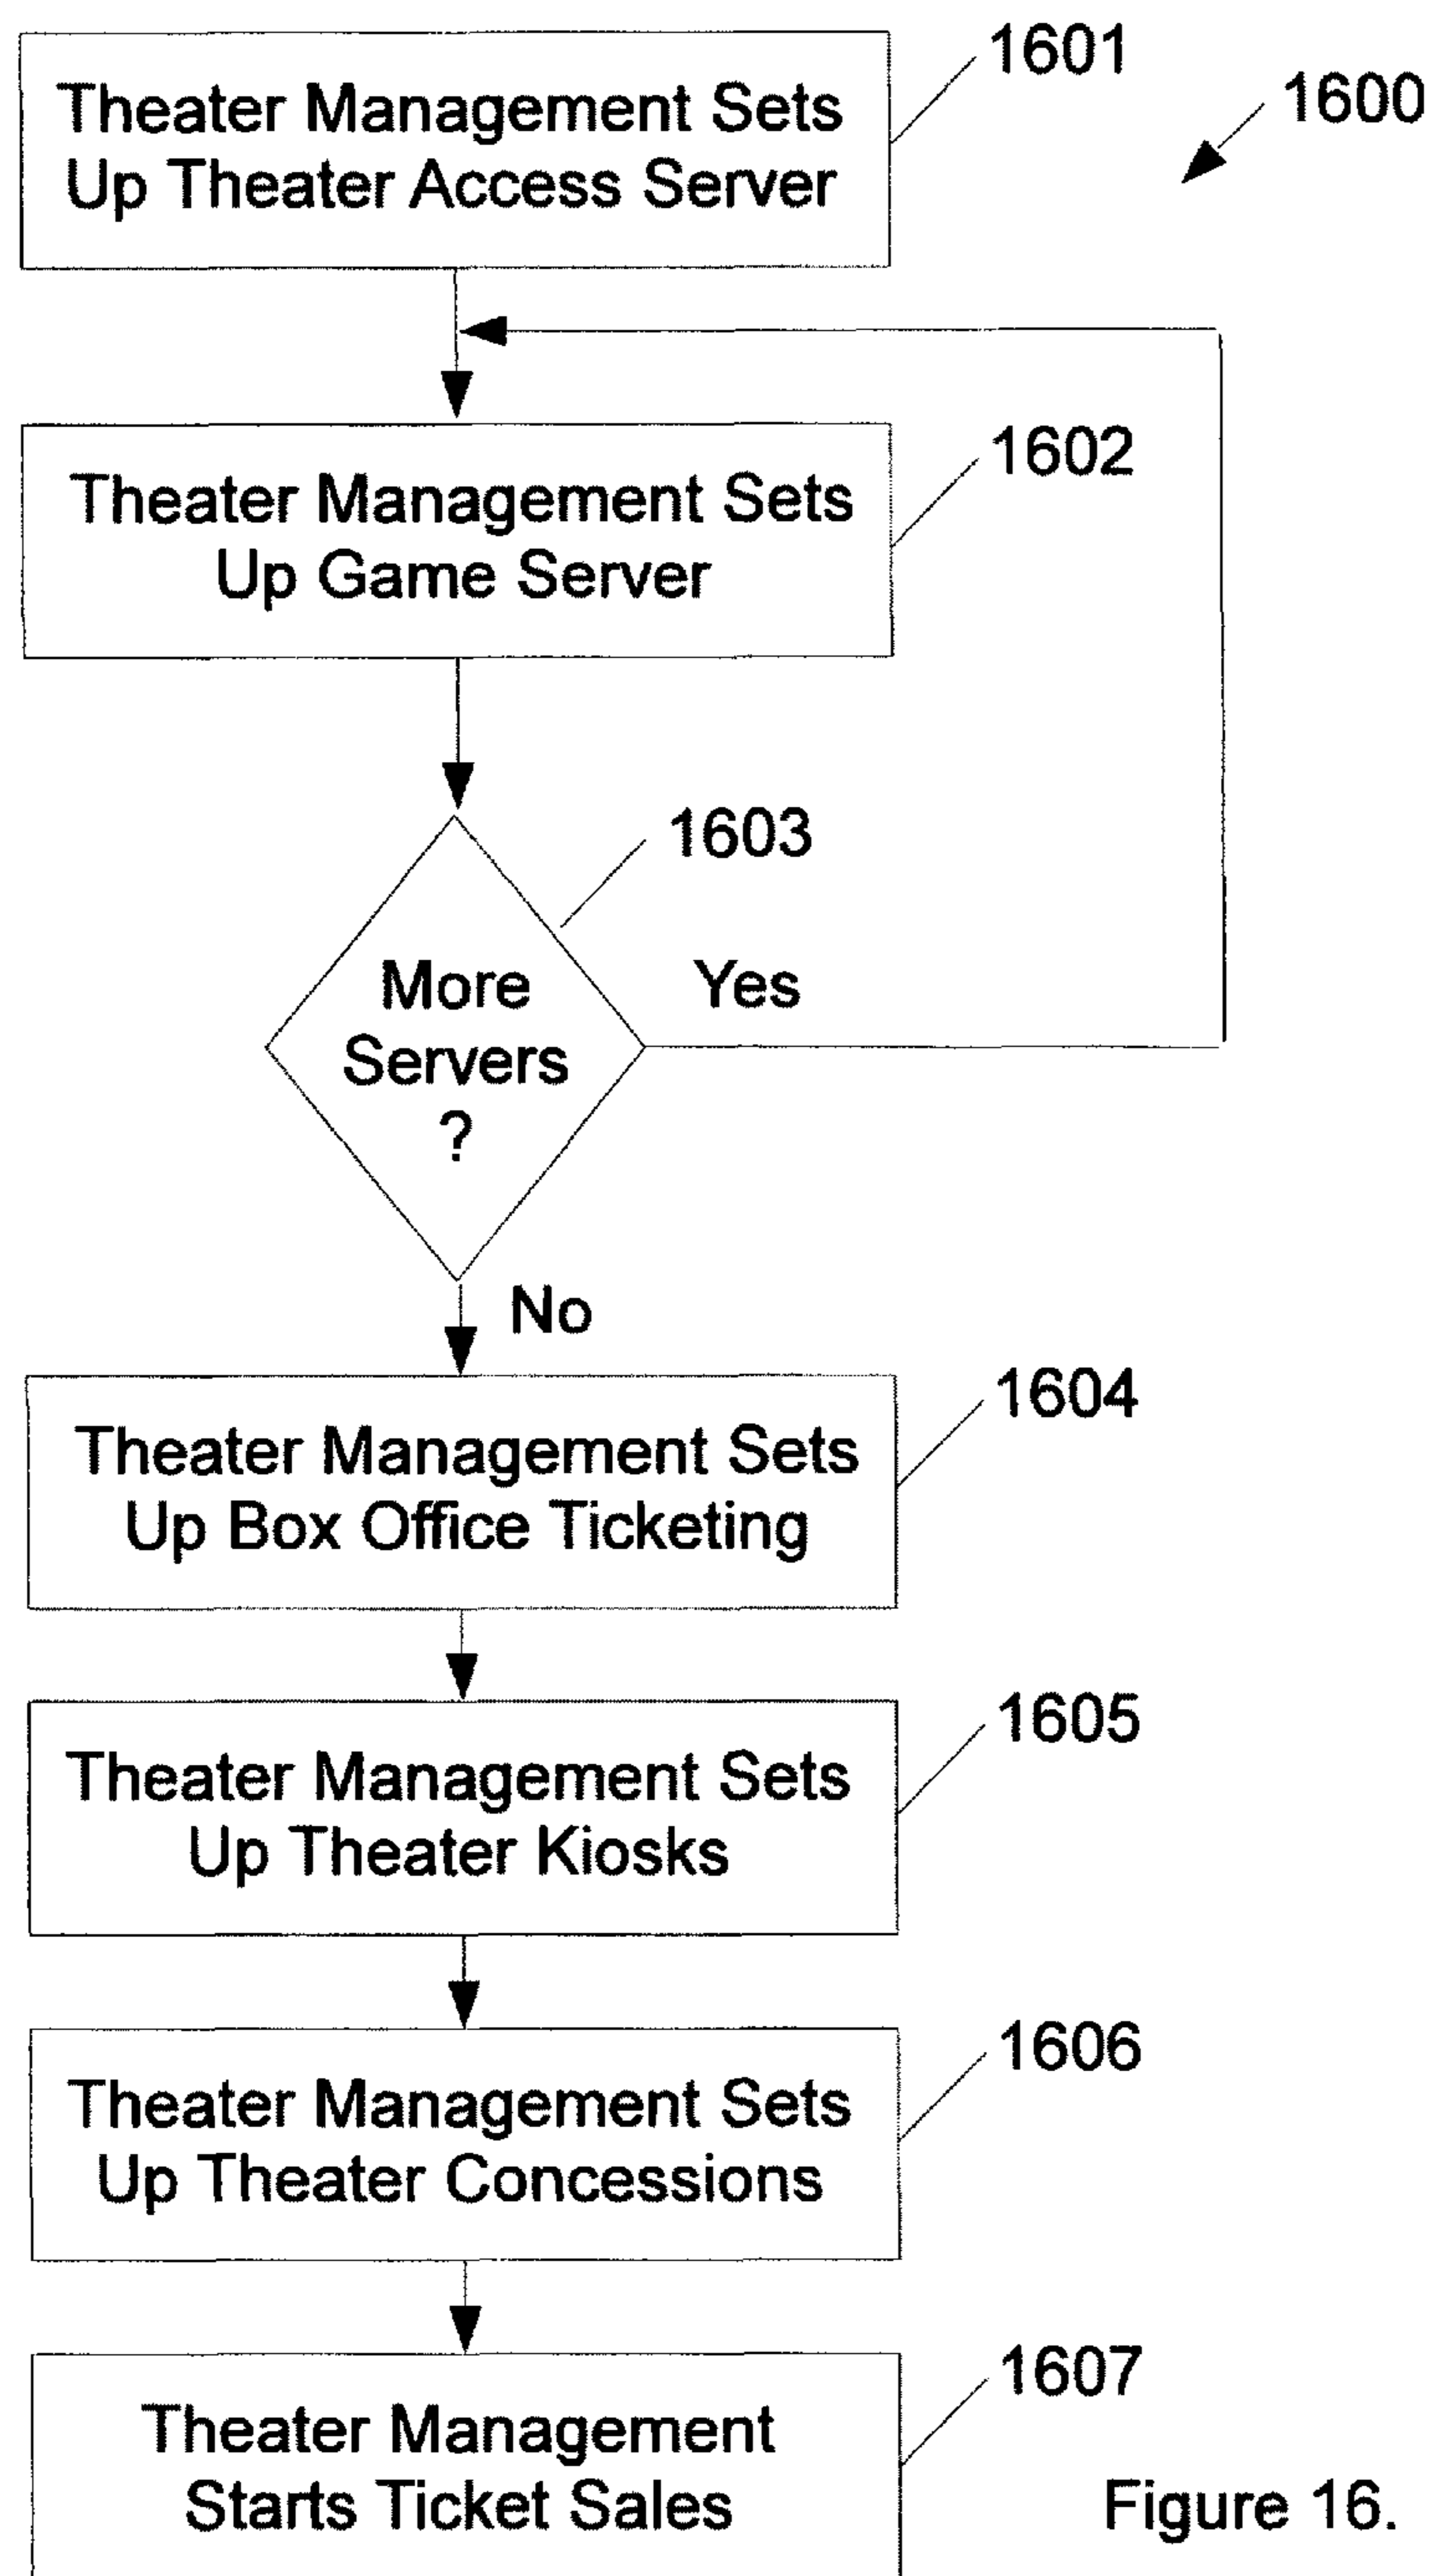 1601
1600
Theater Management Sets
Up Theater Access Server
1602
Theater Management Sets
Up Game Server
1603
More
Servers
?
Yes
No
1604
Theater Management Sets
Up Box Office Ticketing
1605
Theater Management Sets
Up Theater Kiosks
1606
Theater Management Sets
Up Theater Concessions
1607
Theater Management
Starts Ticket Sales
Figure 16.